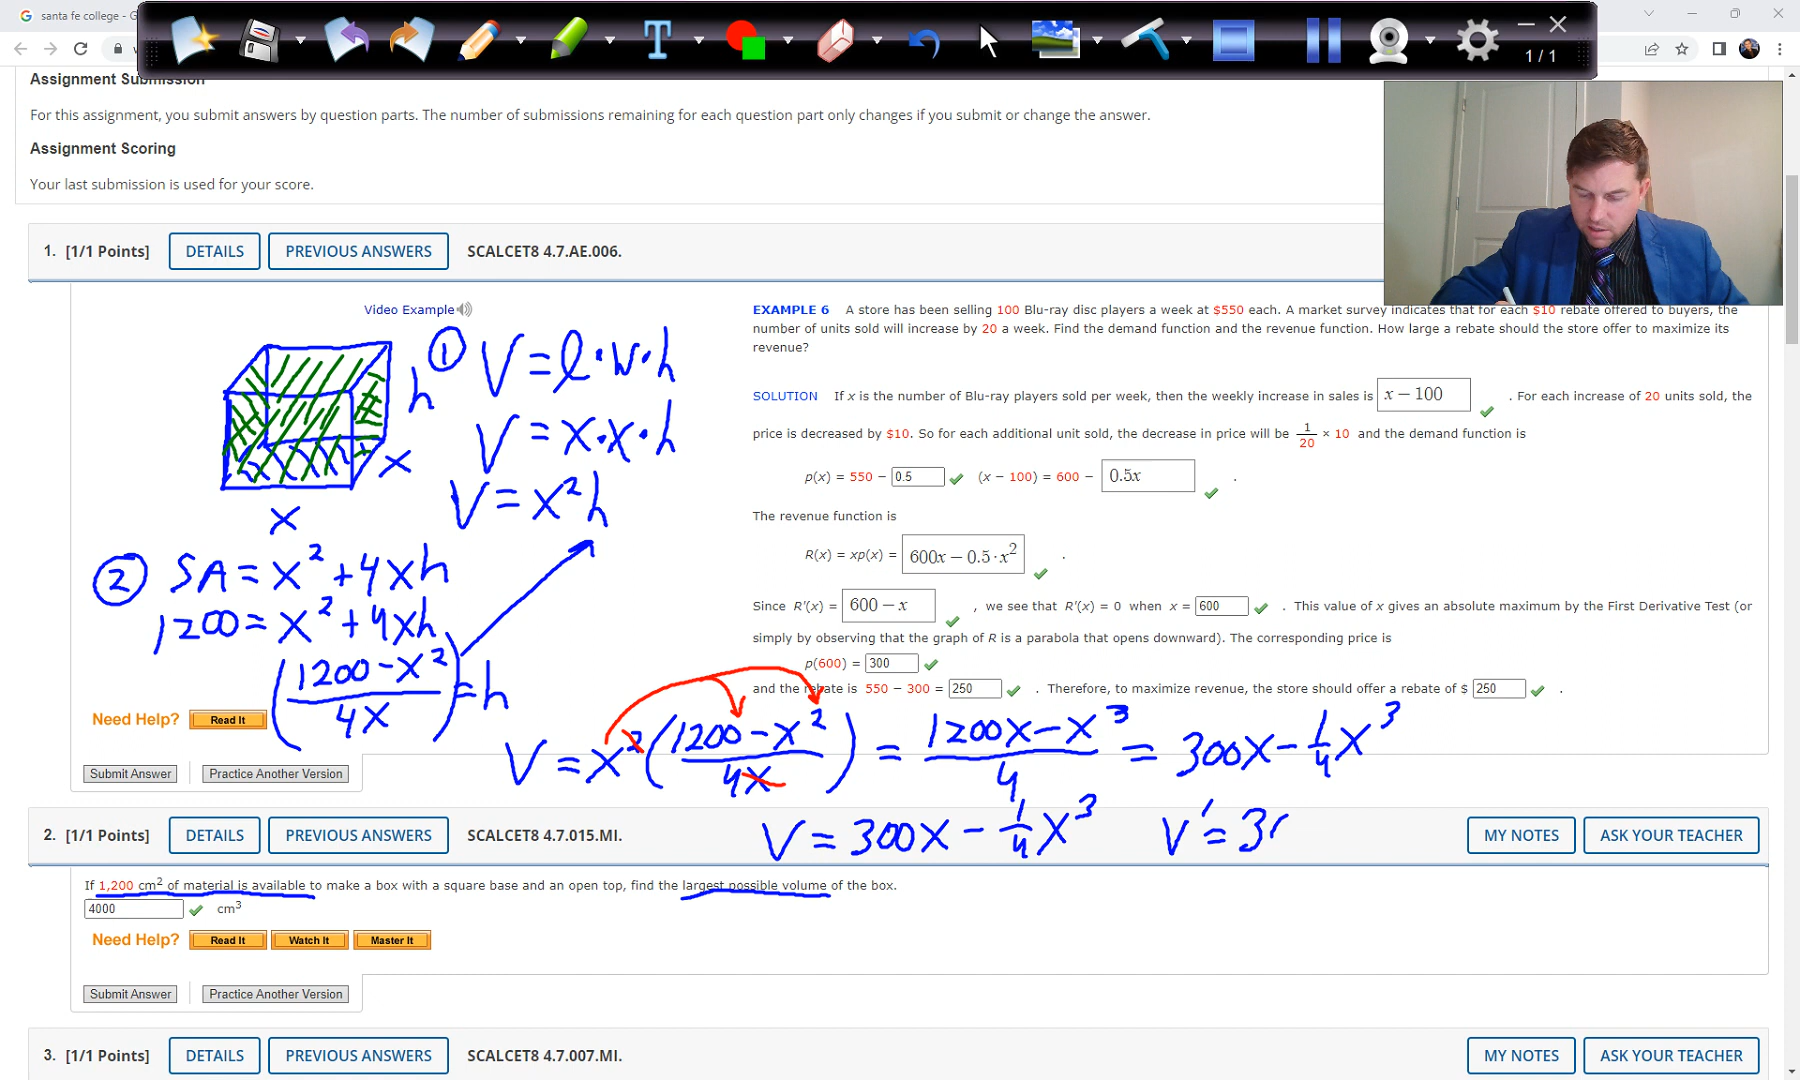 santa fe college - G
1 / 1
Assignment Submission
For this assignment, you submit answers by question parts. The number of submissions remaining for each question part only changes if you submit or change the answer.
Assignment Scoring
Your last submission is used for your score.
1. [1/1 Points] DETAILS PREVIOUS ANSWERS SCALCET8 4.7.AE.006.
Video Example
① V = l · w · h
h
V = x · x · h
x
V = x²h
x
② SA = x² + 4xh
1200 = x² + 4xh
(1200 - x² / 4x) = h
EXAMPLE 6 A store has been selling 100 Blu-ray disc players a week at $550 each. A market survey indicates that for each $10 rebate offered to buyers, the
number of units sold will increase by 20 a week. Find the demand function and the revenue function. How large a rebate should the store offer to maximize its
revenue?
SOLUTION If x is the number of Blu-ray players sold per week, then the weekly increase in sales is x − 100 . For each increase of 20 units sold, the
price is decreased by $10. So for each additional unit sold, the decrease in price will be 1/20 × 10 and the demand function is
p(x) = 550 − 0.5 (x − 100) = 600 − 0.5x .
The revenue function is
R(x) = xp(x) = 600x − 0.5·x² .
Since R'(x) = 600 − x , we see that R'(x) = 0 when x = 600 . This value of x gives an absolute maximum by the First Derivative Test (or
simply by observing that the graph of R is a parabola that opens downward). The corresponding price is
p(600) = 300
and the rebate is 550 − 300 = 250 . Therefore, to maximize revenue, the store should offer a rebate of $ 250 .
Need Help? Read It
V = x²(1200 - x² / 4x) = 1200x - x³ / 4 = 300x - 1/4 x³
Submit Answer Practice Another Version
V = 300x - 1/4 x³ V' = 3
2. [1/1 Points] DETAILS PREVIOUS ANSWERS SCALCET8 4.7.015.MI. MY NOTES ASK YOUR TEACHER
If 1,200 cm² of material is available to make a box with a square base and an open top, find the largest possible volume of the box.
4000 cm³
Need Help? Read It Watch It Master It
Submit Answer Practice Another Version
3. [1/1 Points] DETAILS PREVIOUS ANSWERS SCALCET8 4.7.007.MI. MY NOTES ASK YOUR TEACHER